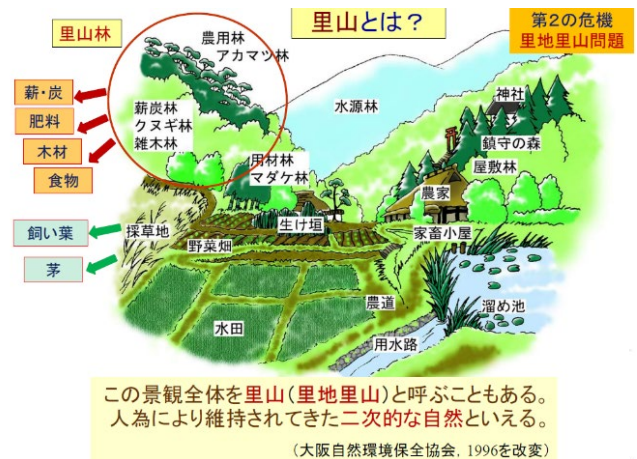 里山とは？
第２の危機
里地里山問題
里山林
農用林
アカマツ林
薪・炭
肥料
木材
食物
薪炭林
クヌギ林
雑木林
水源林
神社
鎮守の森
屋敷林
用材林
マダケ林
農家
飼い葉
茅
採草地
野菜畑
生け垣
家畜小屋
水田
農道
溜め池
用水路
この景観全体を里山（里地里山）と呼ぶこともある。
人為により維持されてきた二次的な自然といえる。
（大阪自然環境保全協会，1996を改変）